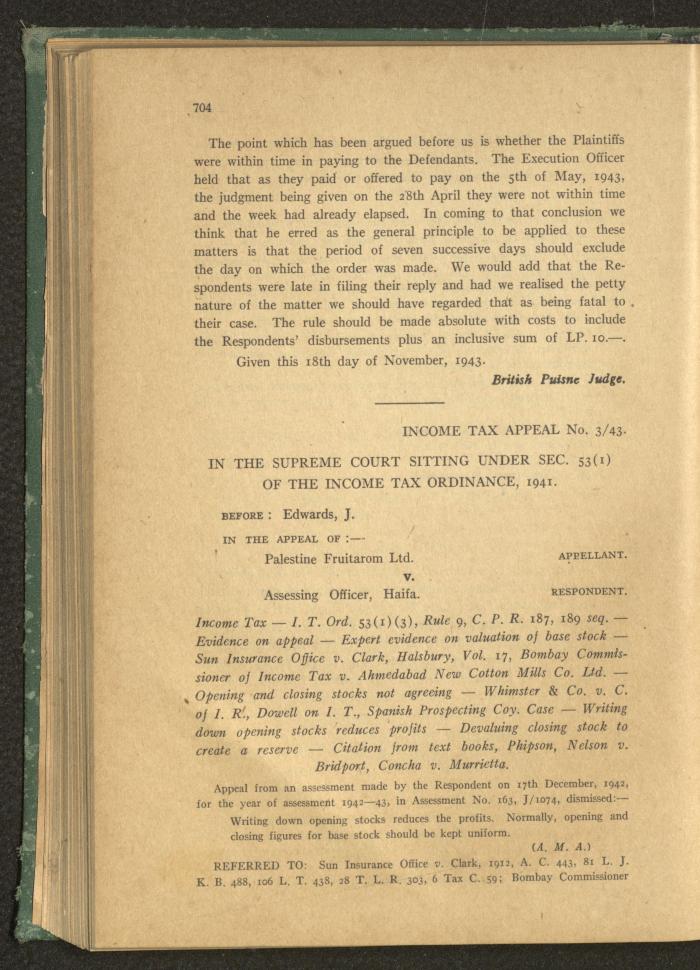 704
The point which has been argued before us is whether the Plaintiffs
were within time in paying to the Defendants. The Execution Officer
held that as they paid or offered to pay on the 5th of May, 1943,
the judgment being given on the 28th April they were not within time
and the week had already elapsed. In coming to that conclusion we
think that he erred as the general principle to be applied to these
matters is that the period of seven successive days should exclude
the day on which the order was made. We would add that the Re-
spondents were late in filing their reply and had we realised the petty
nature of the matter we should have regarded that as being fatal to
their case. The rule should be made absolute with costs to include
the Respondents' disbursements plus an inclusive sum of LP. 10.—.
Given this 18th day of November, 1943.
British Puisne Judge.
INCOME TAX APPEAL No. 3/43.
IN THE SUPREME COURT SITTING UNDER SEC. 53(1)
OF THE INCOME TAX ORDINANCE, 1941.
BEFORE : Edwards, J.
IN THE APPEAL OF :—
Palestine Fruitarom Ltd. APPELLANT.
v.
Assessing Officer, Haifa. RESPONDENT.
Income Tax — I. T. Ord. 53(1)(3), Rule 9, C. P. R. 187, 189 seq. —
Evidence on appeal — Expert evidence on valuation of base stock —
Sun Insurance Office v. Clark, Halsbury, Vol. 17, Bombay Commis-
sioner of Income Tax v. Ahmedabad New Cotton Mills Co. Ltd. —
Opening and closing stocks not agreeing — Whimster & Co. v. C.
of I. R., Dowell on I. T., Spanish Prospecting Coy. Case — Writing
down opening stocks reduces profits — Devaluing closing stock to
create a reserve — Citation from text books, Phipson, Nelson v.
Bridport, Concha v. Murrieta.
Appeal from an assessment made by the Respondent on 17th December, 1942,
for the year of assessment 1942—43, in Assessment No. 163, J/1074, dismissed:—
Writing down opening stocks reduces the profits. Normally, opening and
closing figures for base stock should be kept uniform.
(A. M. A.)
REFERRED TO: Sun Insurance Office v. Clark, 1912, A. C. 443, 81 L. J.
K. B. 488, 106 L. T. 438, 28 T. L. R. 303, 6 Tax C. 59; Bombay Commissioner